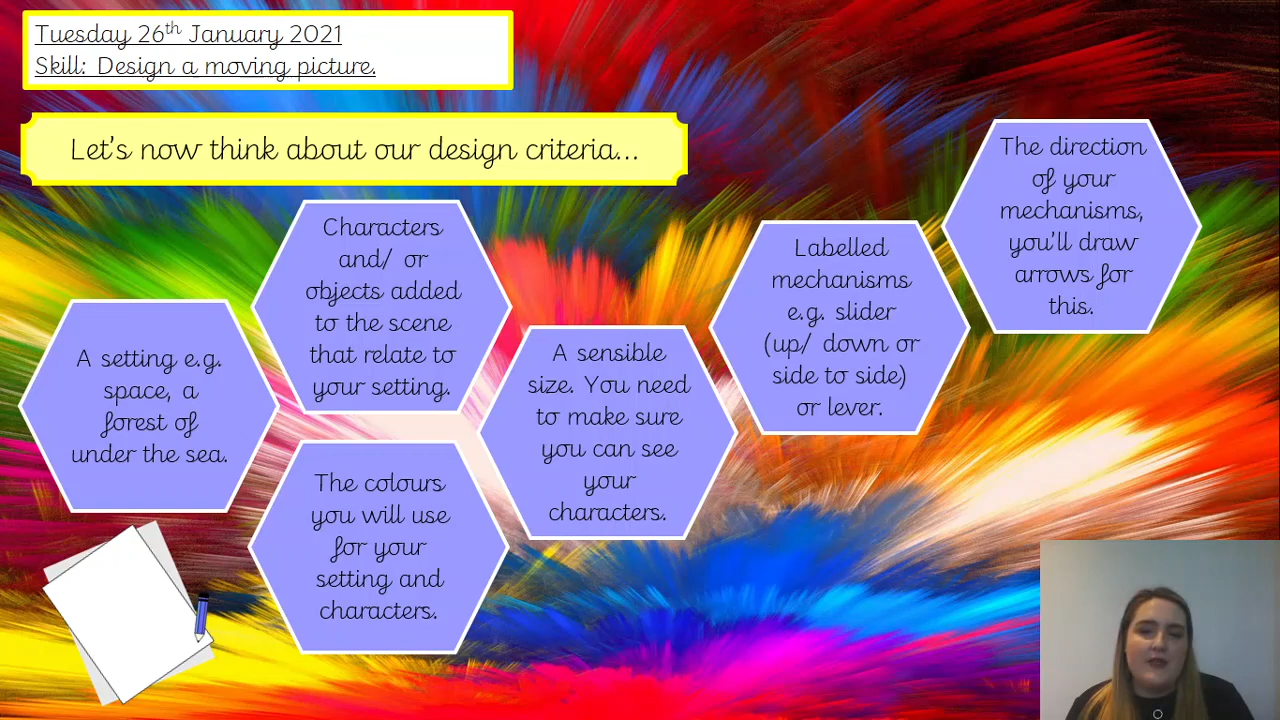 Tuesday 26th January 2021
Skill: Design a moving picture.
Let's now think about our design criteria...
A setting e.g.
space, a
forest of
under the sea.
Characters
and/ or
objects added
to the scene
that relate to
your setting.
The colours
you will use
for your
setting and
characters.
A sensible
size. You need
to make sure
you can see
your
characters.
Labelled
mechanisms
e.g. slider
(up/ down or
side to side)
or lever.
The direction
of your
mechanisms,
you'll draw
arrows for
this.